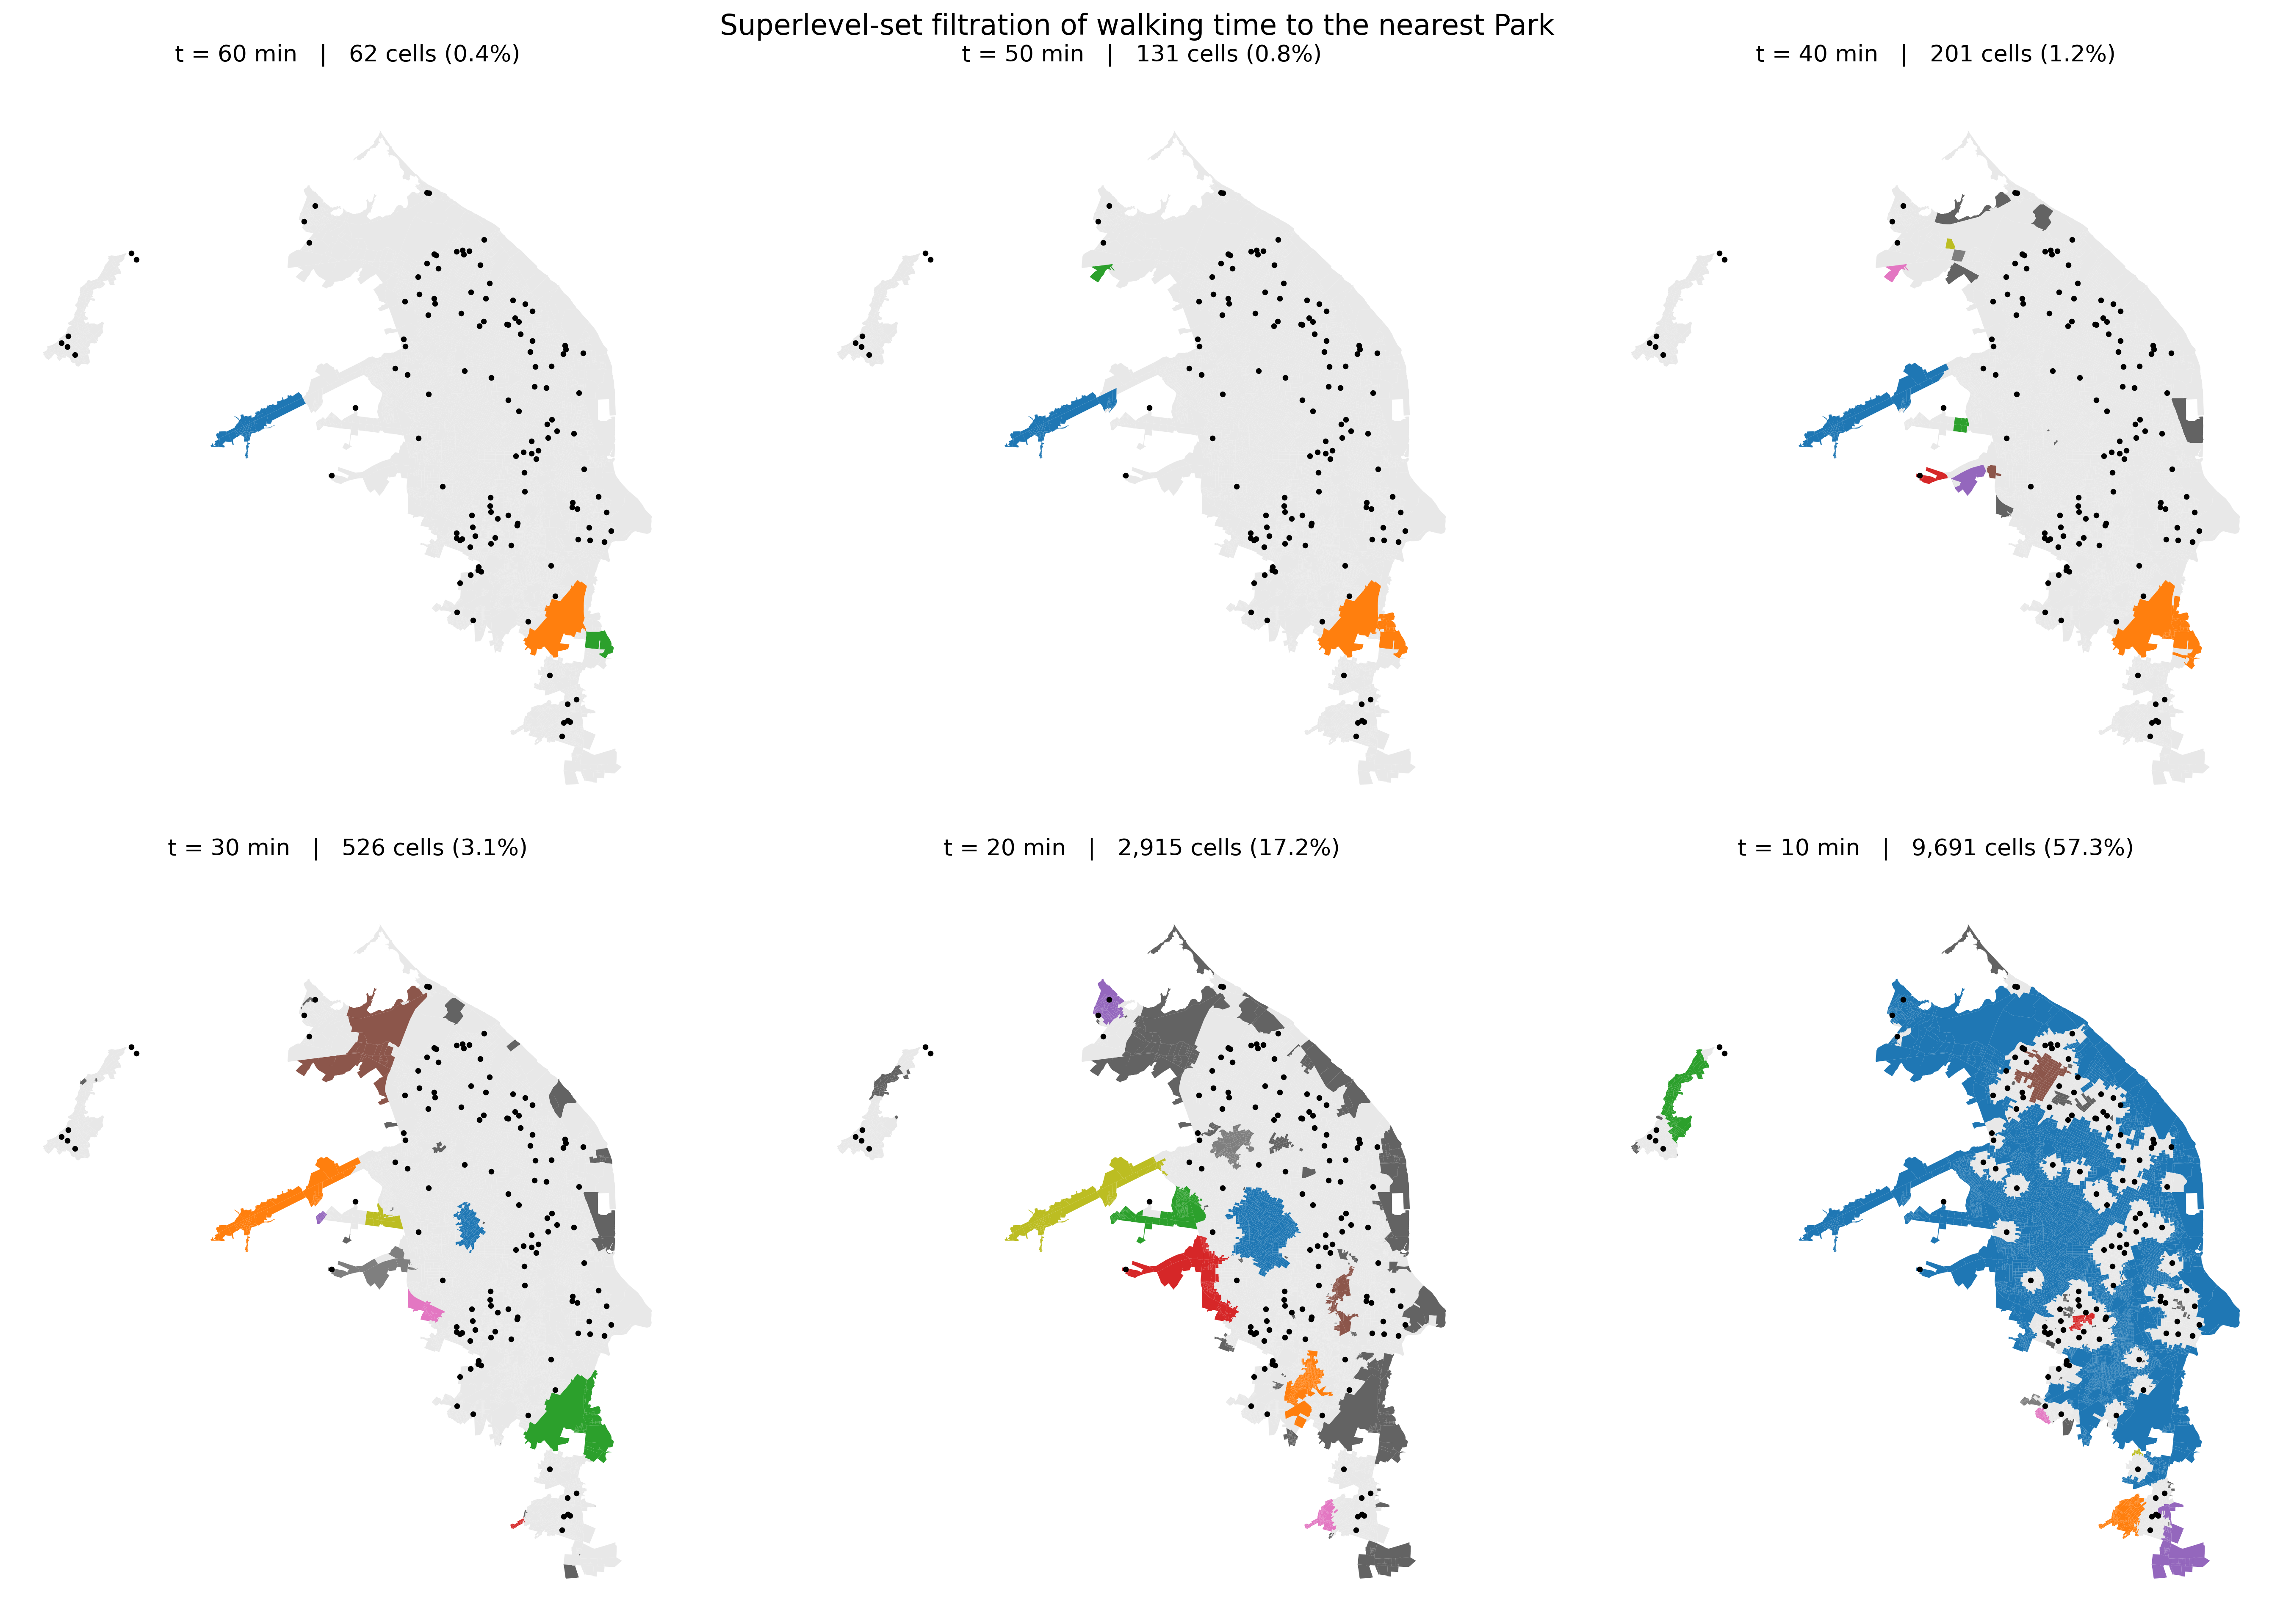 Superlevel-set filtration of walking time to the nearest Park
t = 60 min | 62 cells (0.4%)
t = 50 min | 131 cells (0.8%)
t = 40 min | 201 cells (1.2%)
t = 30 min | 526 cells (3.1%)
t = 20 min | 2,915 cells (17.2%)
t = 10 min | 9,691 cells (57.3%)